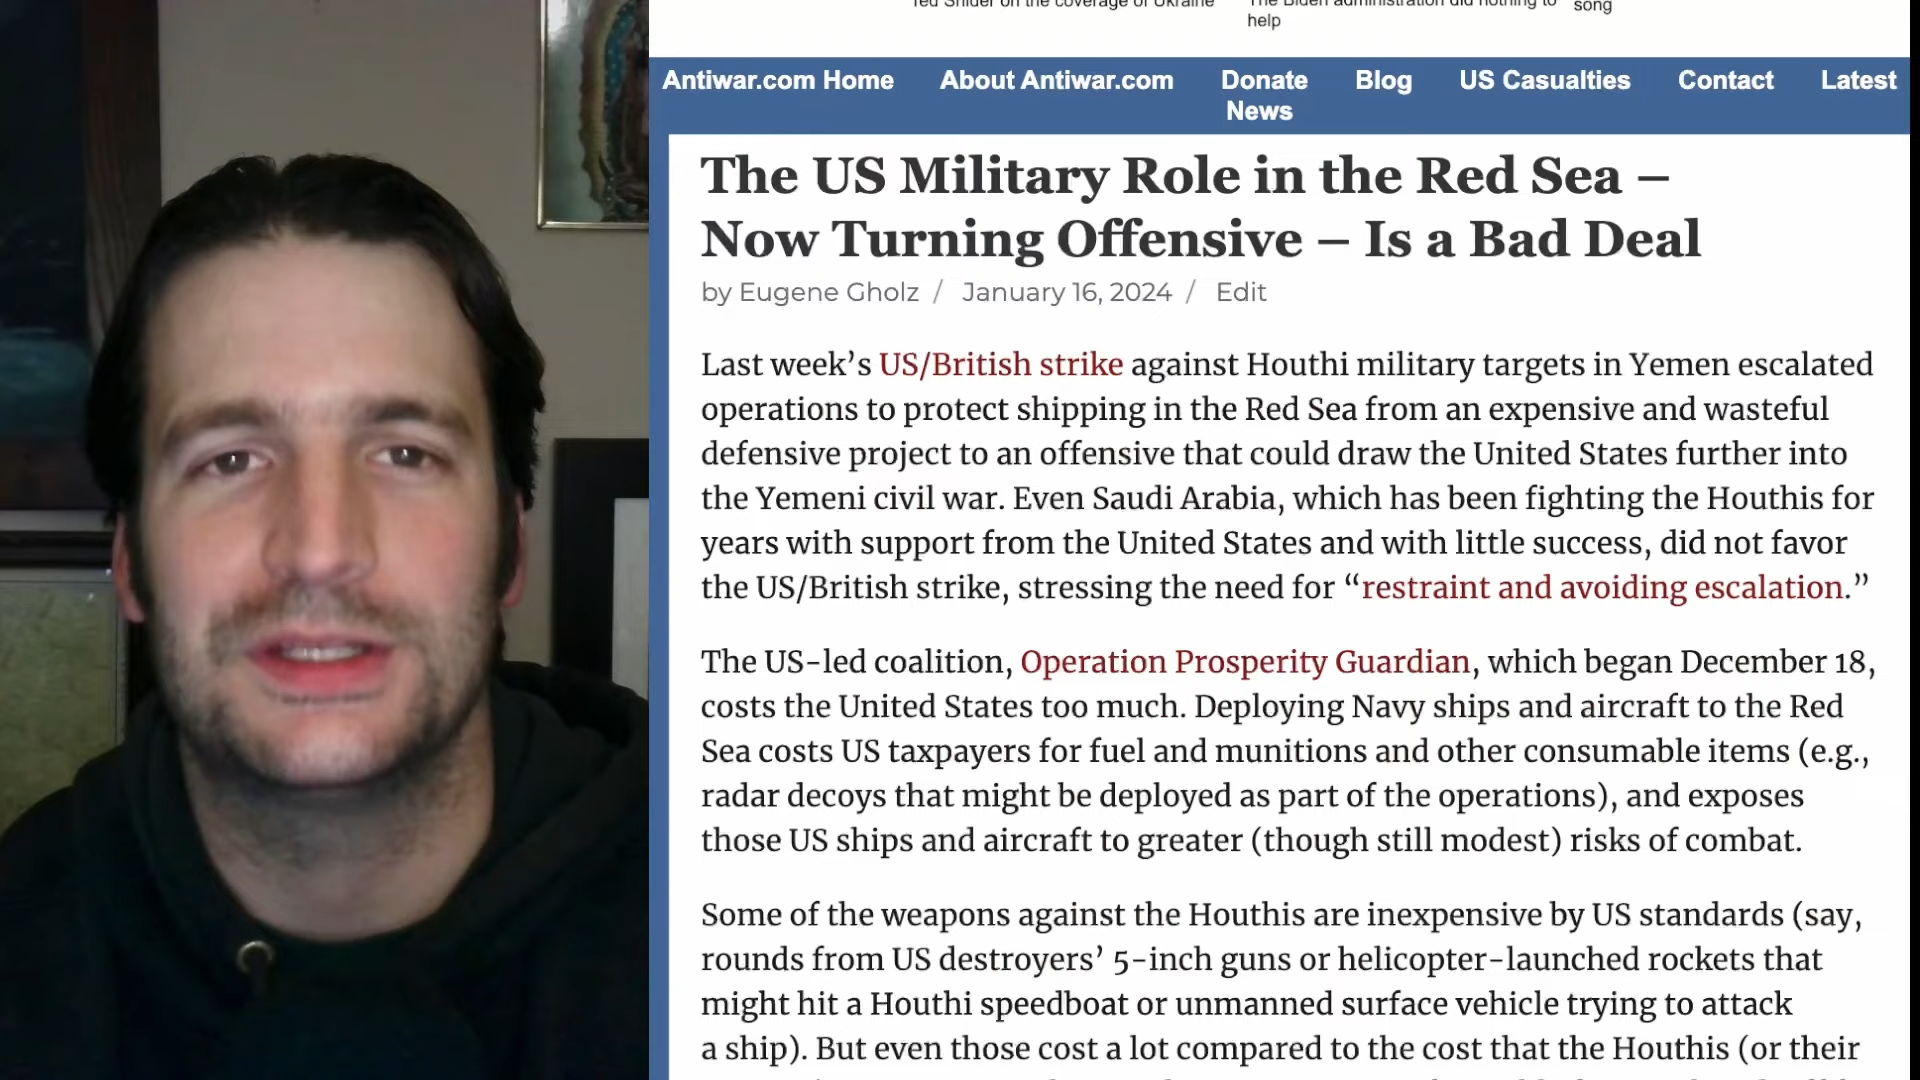 Ted Snider on the coverage of Ukraine
The Biden administration did nothing to
help
song
Antiwar.com Home About Antiwar.com Donate Blog US Casualties Contact Latest
News
The US Military Role in the Red Sea –
Now Turning Offensive – Is a Bad Deal
by Eugene Gholz / January 16, 2024 / Edit
Last week’s US/British strike against Houthi military targets in Yemen escalated
operations to protect shipping in the Red Sea from an expensive and wasteful
defensive project to an offensive that could draw the United States further into
the Yemeni civil war. Even Saudi Arabia, which has been fighting the Houthis for
years with support from the United States and with little success, did not favor
the US/British strike, stressing the need for “restraint and avoiding escalation.”
The US-led coalition, Operation Prosperity Guardian, which began December 18,
costs the United States too much. Deploying Navy ships and aircraft to the Red
Sea costs US taxpayers for fuel and munitions and other consumable items (e.g.,
radar decoys that might be deployed as part of the operations), and exposes
those US ships and aircraft to greater (though still modest) risks of combat.
Some of the weapons against the Houthis are inexpensive by US standards (say,
rounds from US destroyers’ 5-inch guns or helicopter-launched rockets that
might hit a Houthi speedboat or unmanned surface vehicle trying to attack
a ship). But even those cost a lot compared to the cost that the Houthis (or their